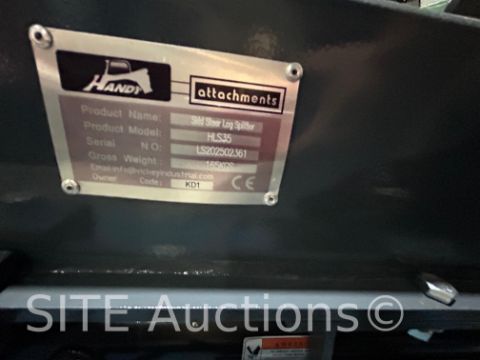 HANDY
attachments
Product Name: Skid Steer Log Splitter
Product Model: HLS35
Serial N.O: LS202502361
Gross Weight:
Owner Code: KD1 CE
SITE Auctions©